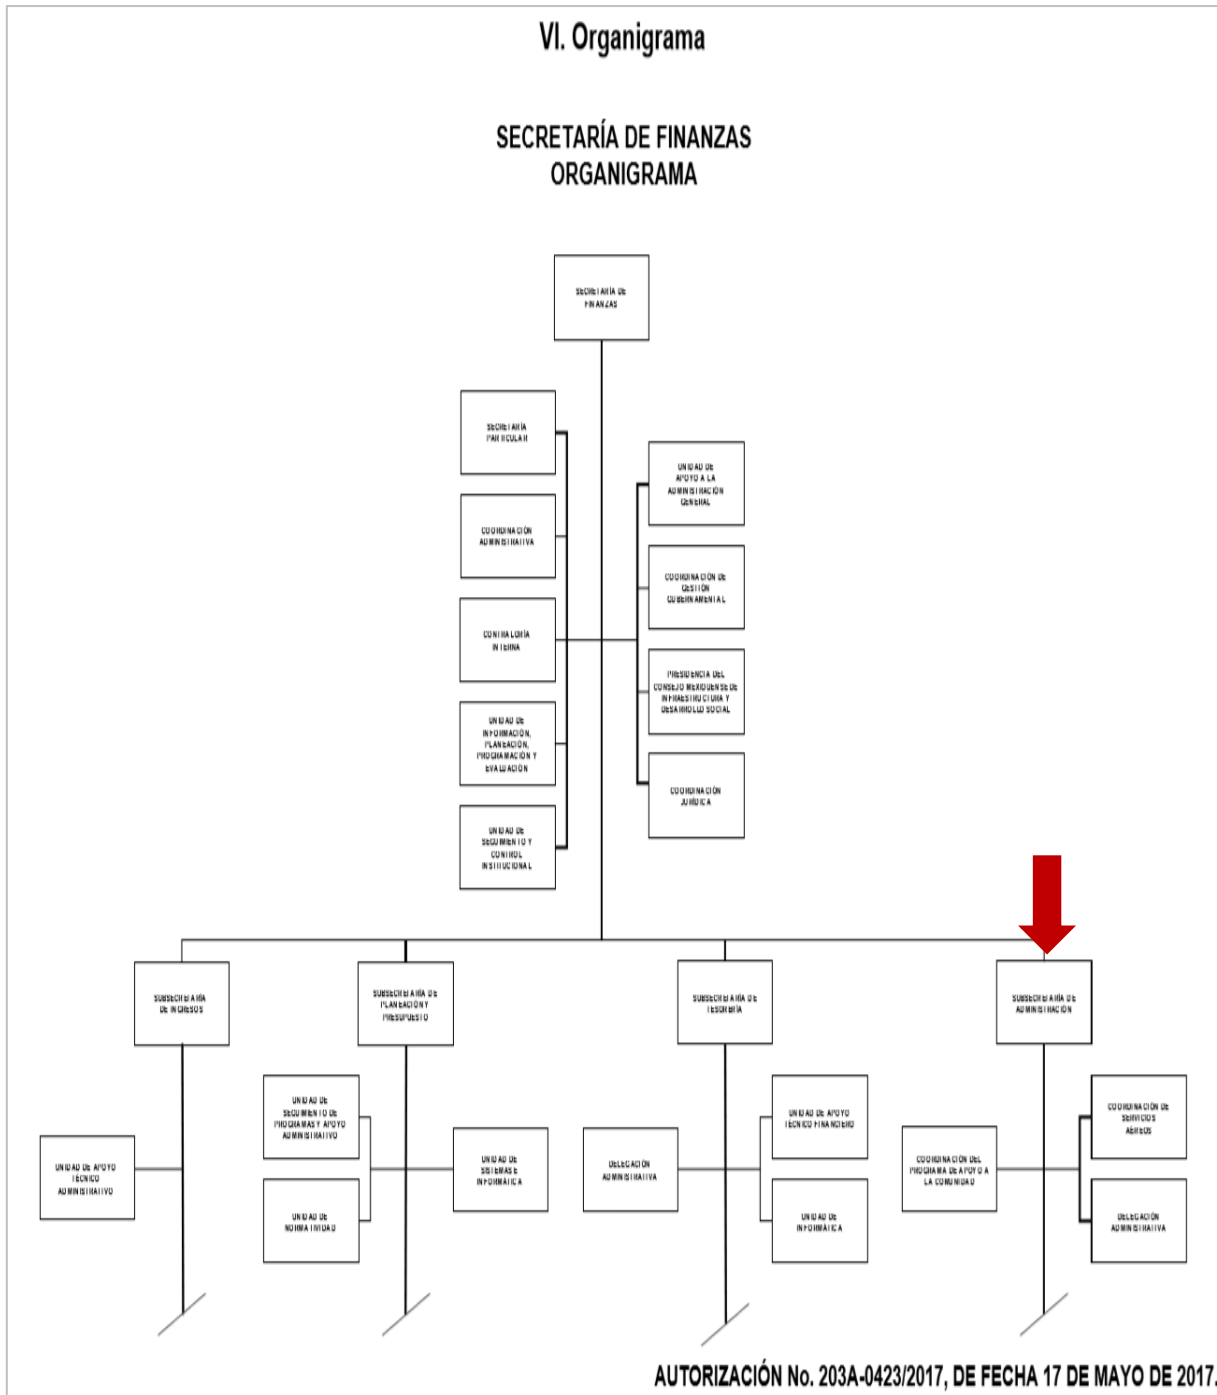 VI. Organigrama
SECRETARÍA DE FINANZAS
ORGANIGRAMA
SECRETARÍA DE
FINANZAS
SECRETARÍA
PARTICULAR
UNIDAD DE
APOYO A LA
ADMINISTRACIÓN
GENERAL
COORDINACIÓN
ADMINISTRATIVA
COORDINACIÓN DE
GESTIÓN
GUBERNAMENTAL
CONTRALORÍA
INTERNA
PRESIDENCIA DEL
CONSEJO MEXIQUENSE DE
INFRAESTRUCTURA Y
DESARROLLO SOCIAL
UNIDAD DE
INFORMACIÓN,
PLANEACIÓN,
PROGRAMACIÓN Y
EVALUACIÓN
COORDINACIÓN
JURÍDICA
UNIDAD DE
SEGUIMIENTO Y
CONTROL
INSTITUCIONAL
SUBSECRETARÍA
DE INGRESOS
SUBSECRETARÍA DE
PLANEACIÓN Y
PRESUPUESTO
SUBSECRETARÍA DE
TESORERÍA
SUBSECRETARÍA DE
ADMINISTRACIÓN
UNIDAD DE APOYO
TÉCNICO
ADMINISTRATIVO
UNIDAD DE
SEGUIMIENTO DE
PROGRAMAS Y APOYO
ADMINISTRATIVO
UNIDAD DE
NORMATIVIDAD
UNIDAD DE
SISTEMAS E
INFORMÁTICA
DELEGACIÓN
ADMINISTRATIVA
UNIDAD DE APOYO
TÉCNICO FINANCIERO
UNIDAD DE
INFORMÁTICA
COORDINACIÓN DEL
PROGRAMA DE APOYO A
LA COMUNIDAD
COORDINACIÓN DE
SERVICIOS
AÉREOS
DELEGACIÓN
ADMINISTRATIVA
AUTORIZACIÓN No. 203A-0423/2017, DE FECHA 17 DE MAYO DE 2017.